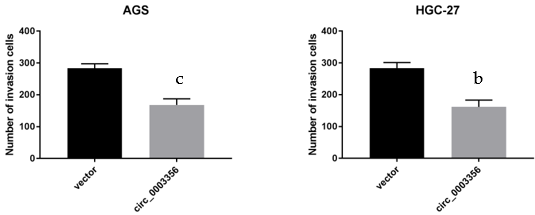 AGS
Number of invasion cells
400
300
200
100
0
c
vector
circ_0003356
HGC-27
Number of invasion cells
400
300
200
100
0
b
vector
circ_0003356